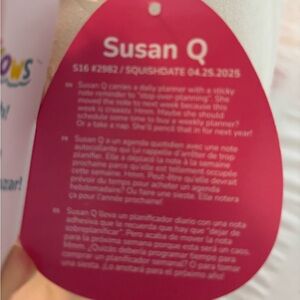 Susan Q
S16 #2982 / SQUISHDATE 04.25.2025
Susan Q carries a daily planner with a sticky
note reminder to "stop over-planning". She
moved the note to next week because this
week is crazy. Hmm. Maybe she should
schedule some time to buy a weekly planner?
Or take a nap. She'll pencil that in for next year!
Susan Q a un agenda quotidien avec une note
autocollante qui lui rappelle d'arrêter de trop
planifier. Elle a déplacé la note à la semaine
prochaine parce qu'elle est tellement occupée
cette semaine. Hmm. Peut-être qu'elle devrait
prévoir du temps pour acheter un agenda
hebdomadaire? Ou faire une sieste. Elle notera
ça pour l'année prochaine!
Susan Q lleva un planificador diario con una nota
adhesiva que le recuerda que hay que "dejar de
sobreplanificar". Pero acaba de mover la nota
para la próxima semana porque esta será un caos.
Mmm. ¿Quizás debería programar tiempo para
comprar un planificador semanal? O para tomar
una siesta. ¡Lo anotará para el próximo año!
ows
zar!